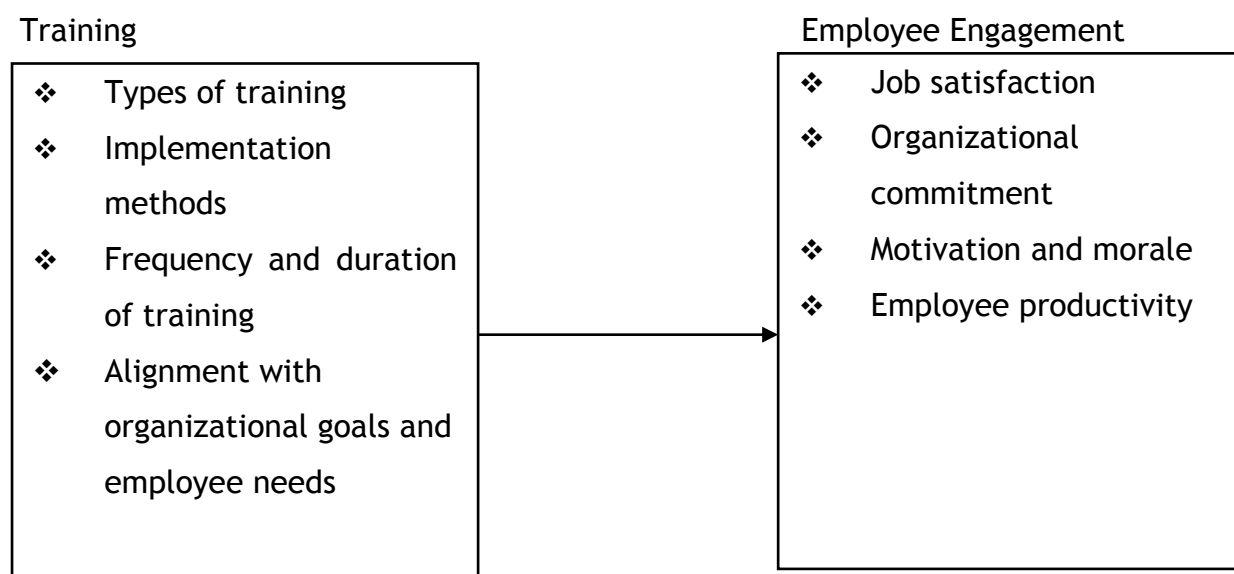 Training
❖ Types of training
❖ Implementation
methods
❖ Frequency and duration
of training
❖ Alignment with
organizational goals and
employee needs
Employee Engagement
❖ Job satisfaction
❖ Organizational
commitment
❖ Motivation and morale
❖ Employee productivity